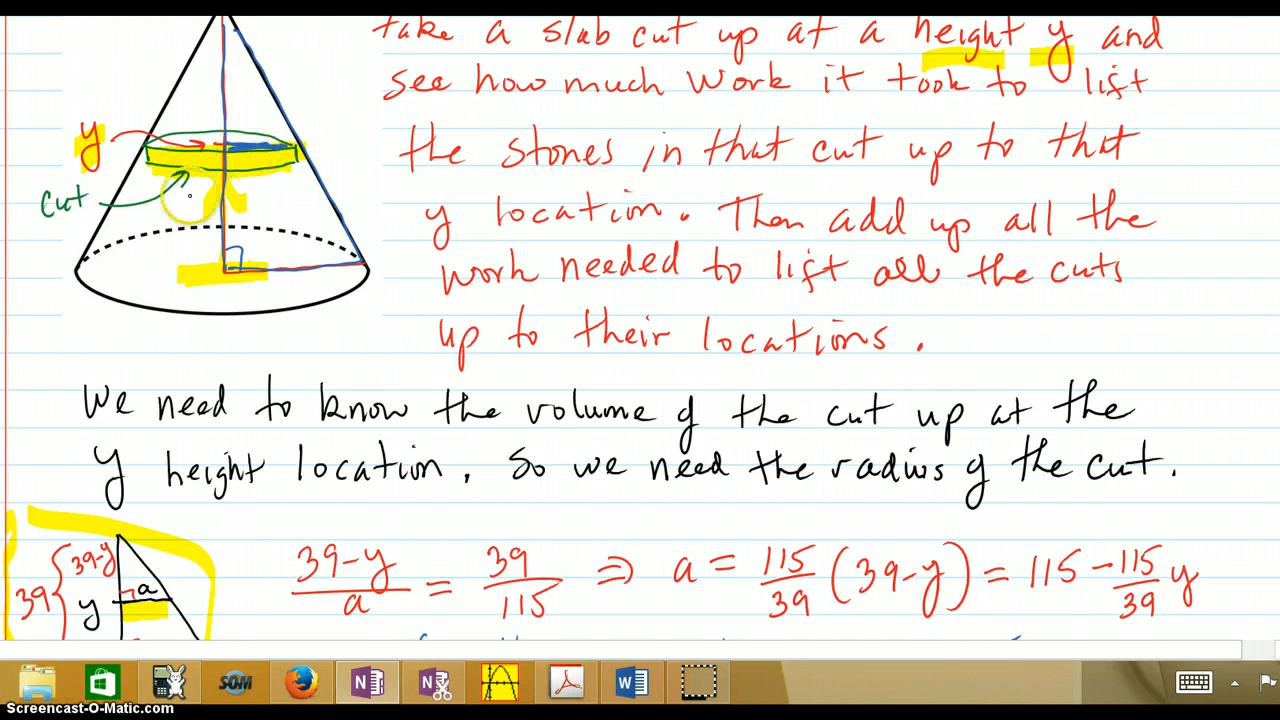 take a slab cut up at a height y and
see how much work it took to lift
the stones in that cut up to that
y location. Then add up all the
work needed to lift all the cuts
up to their locations.
y
cut
We need to know the volume of the cut up at the
y height location. So we need the radius of the cut.
39-y
39
a
y
39-y / a = 39 / 115 ⇒ a = 115/39 (39-y) = 115 - 115/39 y
SOM
Screencast-O-Matic.com